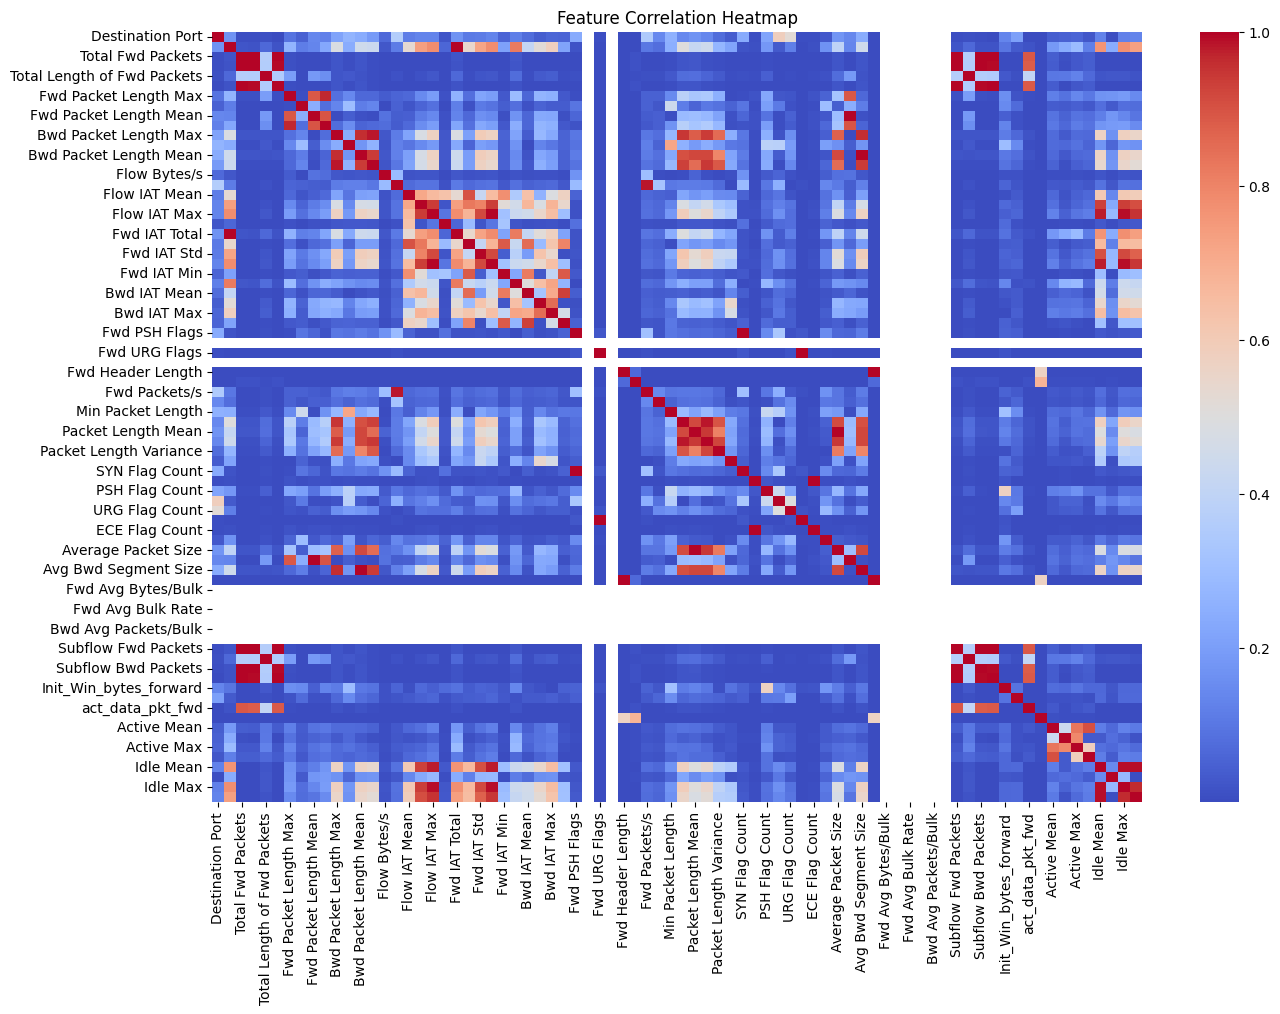 Feature Correlation Heatmap
Destination Port
Total Fwd Packets
Total Length of Fwd Packets
Fwd Packet Length Max
Fwd Packet Length Mean
Bwd Packet Length Max
Bwd Packet Length Mean
Flow Bytes/s
Flow IAT Mean
Flow IAT Max
Fwd IAT Total
Fwd IAT Std
Fwd IAT Min
Bwd IAT Mean
Bwd IAT Max
Fwd PSH Flags
Fwd URG Flags
Fwd Header Length
Fwd Packets/s
Min Packet Length
Packet Length Mean
Packet Length Variance
SYN Flag Count
PSH Flag Count
URG Flag Count
ECE Flag Count
Average Packet Size
Avg Bwd Segment Size
Fwd Avg Bytes/Bulk
Fwd Avg Bulk Rate
Bwd Avg Packets/Bulk
Subflow Fwd Packets
Subflow Bwd Packets
Init_Win_bytes_forward
act_data_pkt_fwd
Active Mean
Active Max
Idle Mean
Idle Max
Destination Port
Total Fwd Packets
Total Length of Fwd Packets
Fwd Packet Length Max
Fwd Packet Length Mean
Bwd Packet Length Max
Bwd Packet Length Mean
Flow Bytes/s
Flow IAT Mean
Flow IAT Max
Fwd IAT Total
Fwd IAT Std
Fwd IAT Min
Bwd IAT Mean
Bwd IAT Max
Fwd PSH Flags
Fwd URG Flags
Fwd Header Length
Fwd Packets/s
Min Packet Length
Packet Length Mean
Packet Length Variance
SYN Flag Count
PSH Flag Count
URG Flag Count
ECE Flag Count
Average Packet Size
Avg Bwd Segment Size
Fwd Avg Bytes/Bulk
Fwd Avg Bulk Rate
Bwd Avg Packets/Bulk
Subflow Fwd Packets
Subflow Bwd Packets
Init_Win_bytes_forward
act_data_pkt_fwd
Active Mean
Active Max
Idle Mean
Idle Max
1.0
0.8
0.6
0.4
0.2